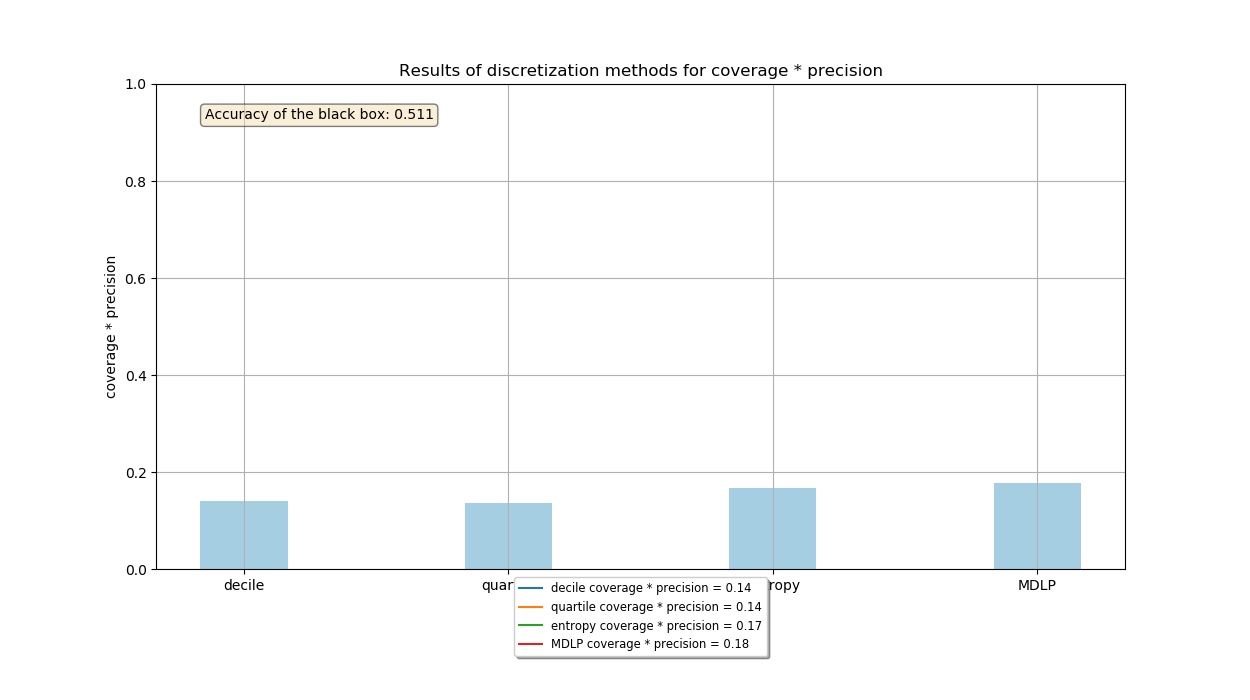 Results of discretization methods for coverage * precision
1.0
Accuracy of the black box: 0.511
0.8
0.6
coverage * precision
0.4
0.2
0.0
decile
MDLP
decile coverage * precision = 0.14
quartile coverage * precision = 0.14
entropy coverage * precision = 0.17
MDLP coverage * precision = 0.18